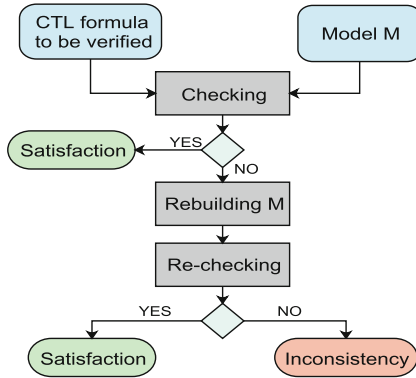 CTL formula
to be verified
Model M
Checking
YES
Satisfaction
NO
Rebuilding M
Re-checking
YES
NO
Satisfaction
Inconsistency